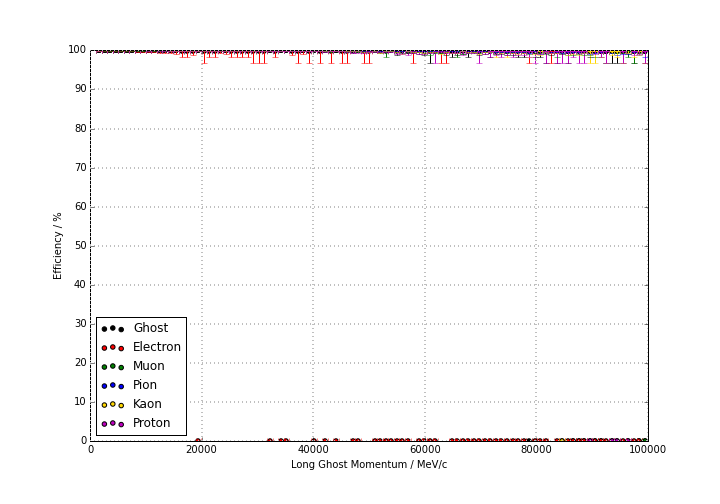 100
90
80
70
60
50
40
30
20
10
0
Efficiency / %
Ghost
Electron
Muon
Pion
Kaon
Proton
0 20000 40000 60000 80000 100000
Long Ghost Momentum / MeV/c